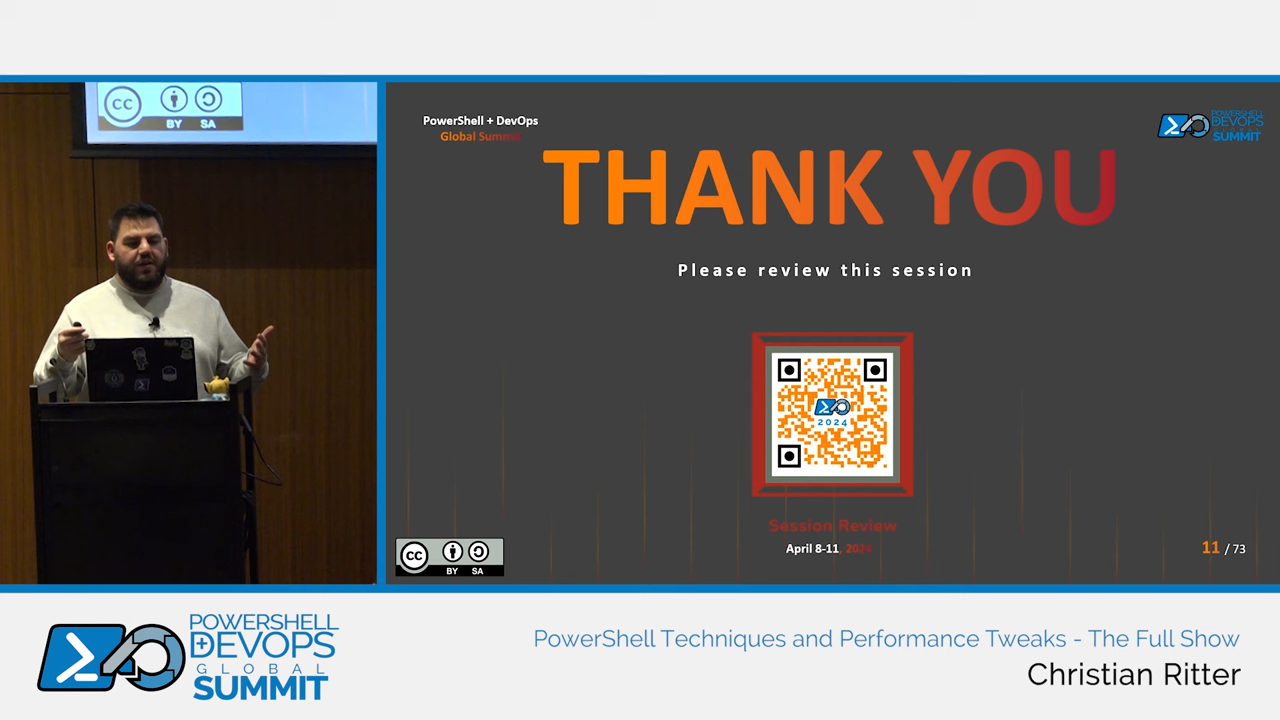 cc
BY SA
PowerShell + DevOps
Global Summit
POWERSHELL
DEVOPS
SUMMIT
THANK YOU
Please review this session
2024
Session Review
April 8-11, 2024
11 / 73
cc
BY SA
POWERSHELL
+DEVOPS
GLOBAL
SUMMIT
PowerShell Techniques and Performance Tweaks - The Full Show
Christian Ritter